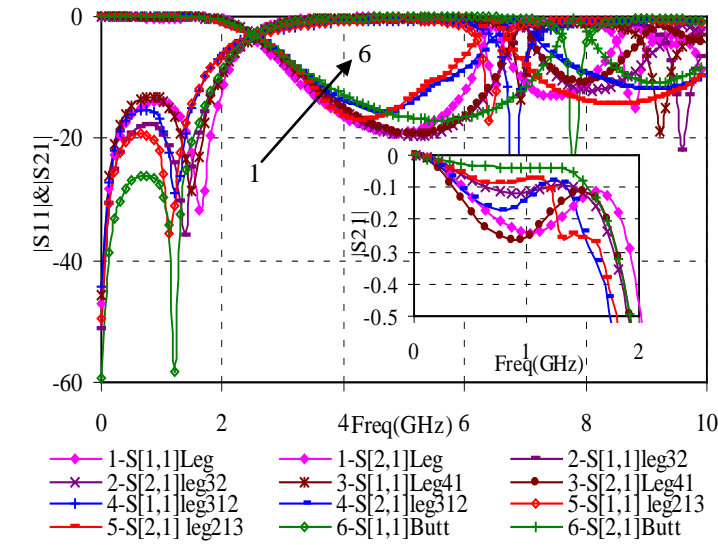 0
-20
-40
-60
|S11|&|S21|
6
1
0
-0.1
-0.2
-0.3
-0.4
-0.5
|S21|
0 1 2
Freq(GHz)
0 2 4 Freq(GHz) 6 8 10
1-S[1,1]Leg 1-S[2,1]Leg 2-S[1,1]leg32
2-S[2,1]leg32 3-S[1,1]Leg41 3-S[2,1]Leg41
4-S[1,1]leg312 4-S[2,1]leg312 5-S[1,1] leg213
5-S[2,1] leg213 6-S[1,1]Butt 6-S[2,1]Butt